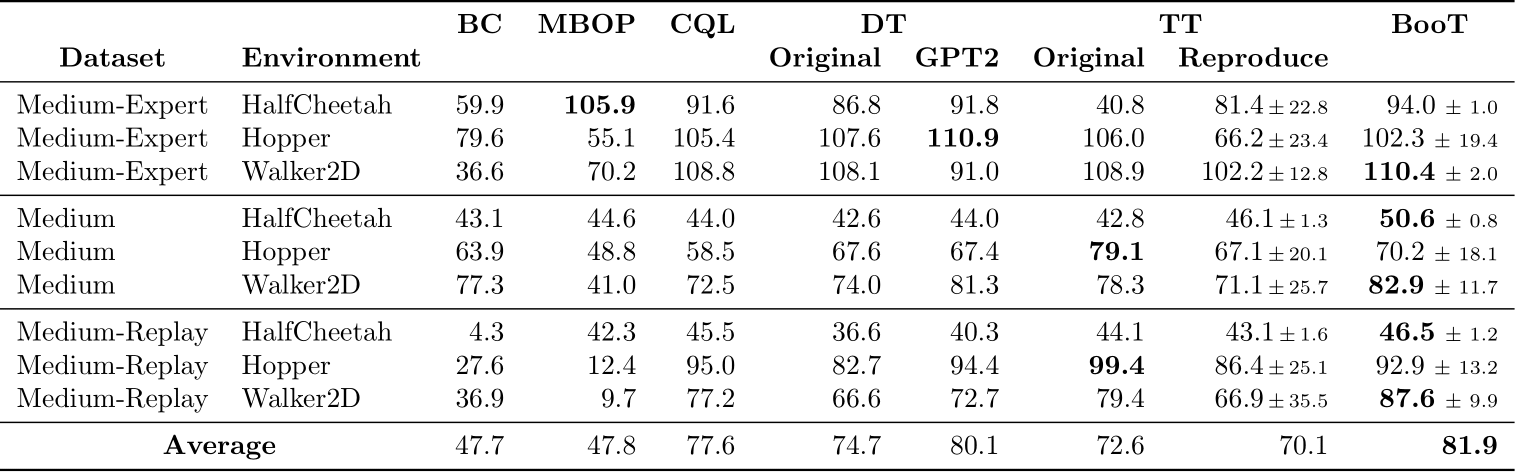 BC MBOP CQL DT TT BooT
Dataset Environment Original GPT2 Original Reproduce
Medium-Expert HalfCheetah 59.9 105.9 91.6 86.8 91.8 40.8 81.4 ± 22.8 94.0 ± 1.0
Medium-Expert Hopper 79.6 55.1 105.4 107.6 110.9 106.0 66.2 ± 23.4 102.3 ± 19.4
Medium-Expert Walker2D 36.6 70.2 108.8 108.1 91.0 108.9 102.2 ± 12.8 110.4 ± 2.0
Medium HalfCheetah 43.1 44.6 44.0 42.6 44.0 42.8 46.1 ± 1.3 50.6 ± 0.8
Medium Hopper 63.9 48.8 58.5 67.6 67.4 79.1 67.1 ± 20.1 70.2 ± 18.1
Medium Walker2D 77.3 41.0 72.5 74.0 81.3 78.3 71.1 ± 25.7 82.9 ± 11.7
Medium-Replay HalfCheetah 4.3 42.3 45.5 36.6 40.3 44.1 43.1 ± 1.6 46.5 ± 1.2
Medium-Replay Hopper 27.6 12.4 95.0 82.7 94.4 99.4 86.4 ± 25.1 92.9 ± 13.2
Medium-Replay Walker2D 36.9 9.7 77.2 66.6 72.7 79.4 66.9 ± 35.5 87.6 ± 9.9
Average 47.7 47.8 77.6 74.7 80.1 72.6 70.1 81.9